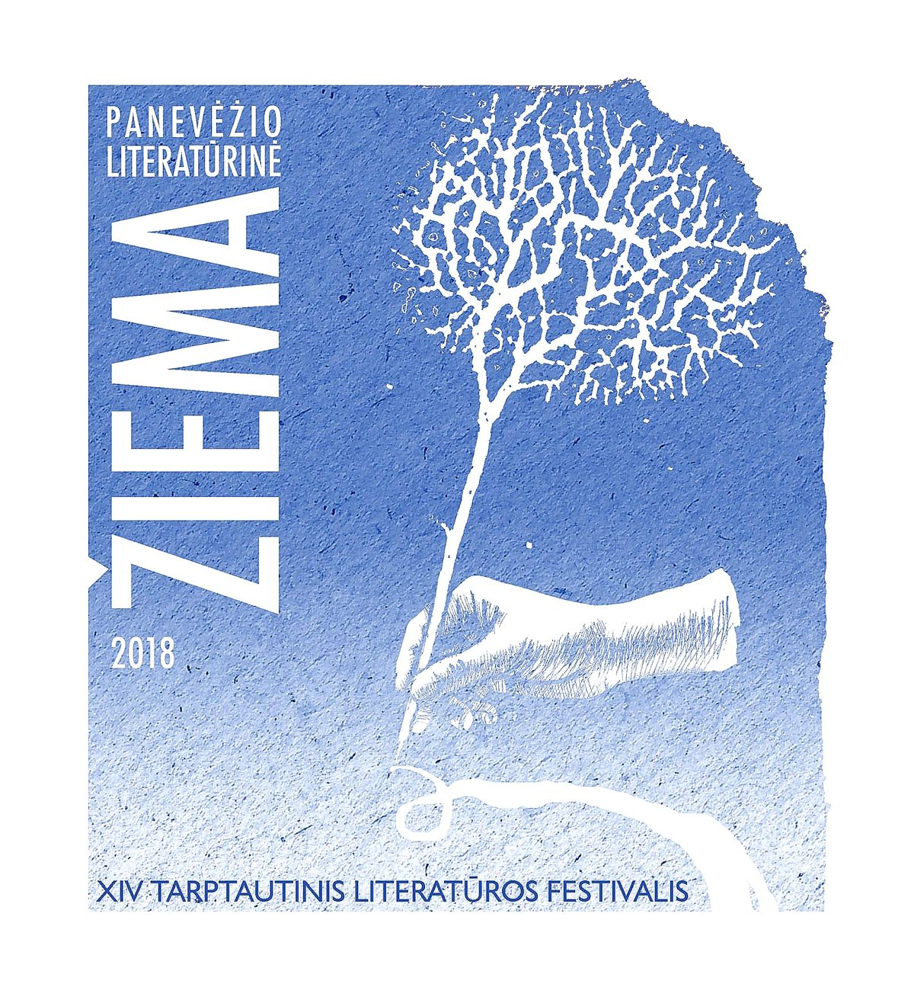 PANEVĖŽIO
LITERATŪRINĖ
ŽIEMA
2018
XIV TARPTAUTINIS LITERATŪROS FESTIVALIS